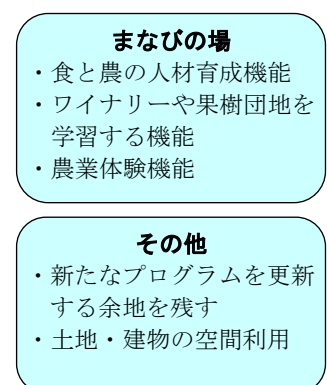 まなびの場
・食と農の人材育成機能
・ワイナリーや果樹団地を
学習する機能
・農業体験機能
その他
・新たなプログラムを更新
する余地を残す
・土地・建物の空間利用